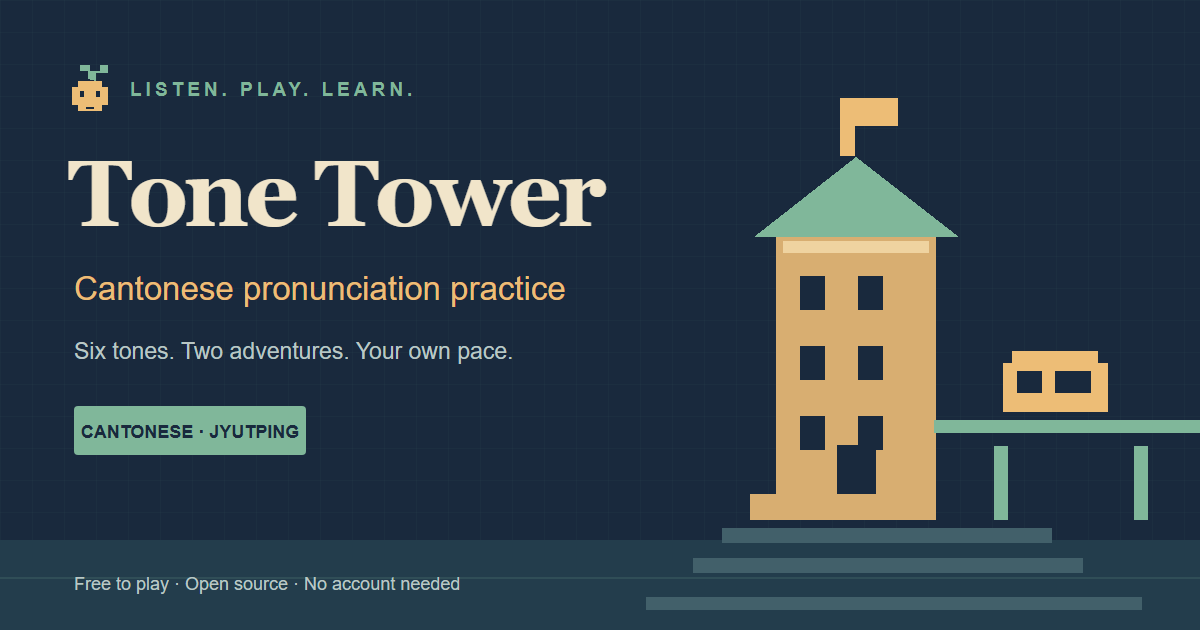 LISTEN. PLAY. LEARN.
Tone Tower
Cantonese pronunciation practice
Six tones. Two adventures. Your own pace.
CANTONESE · JYUTPING
Free to play · Open source · No account needed